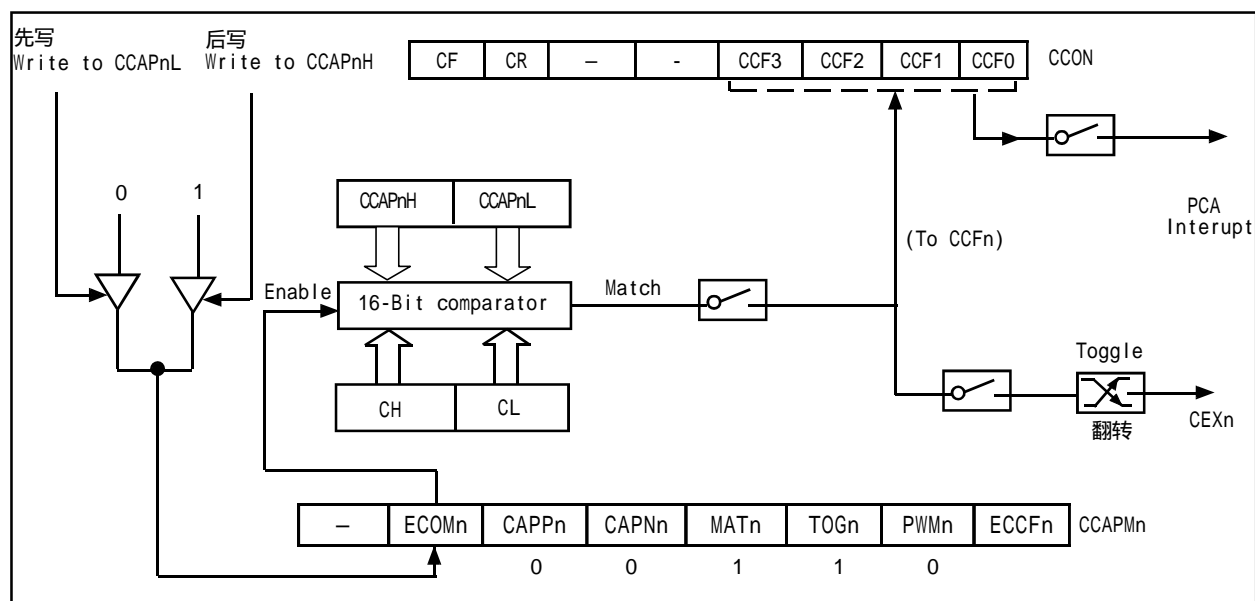 先写 后写
Write to CCAPnL Write to CCAPnH
CF CR – - CCF3 CCF2 CCF1 CCF0 CCON
0 1
CCAPnH CCAPnL
PCA
Interupt
(To CCFn)
Enable 16-Bit comparator Match
Toggle
CH CL
翻转
CEXn
– ECOMn CAPPn CAPNn MATn TOGn PWMn ECCFn CCAPMn
0 0 1 1 0